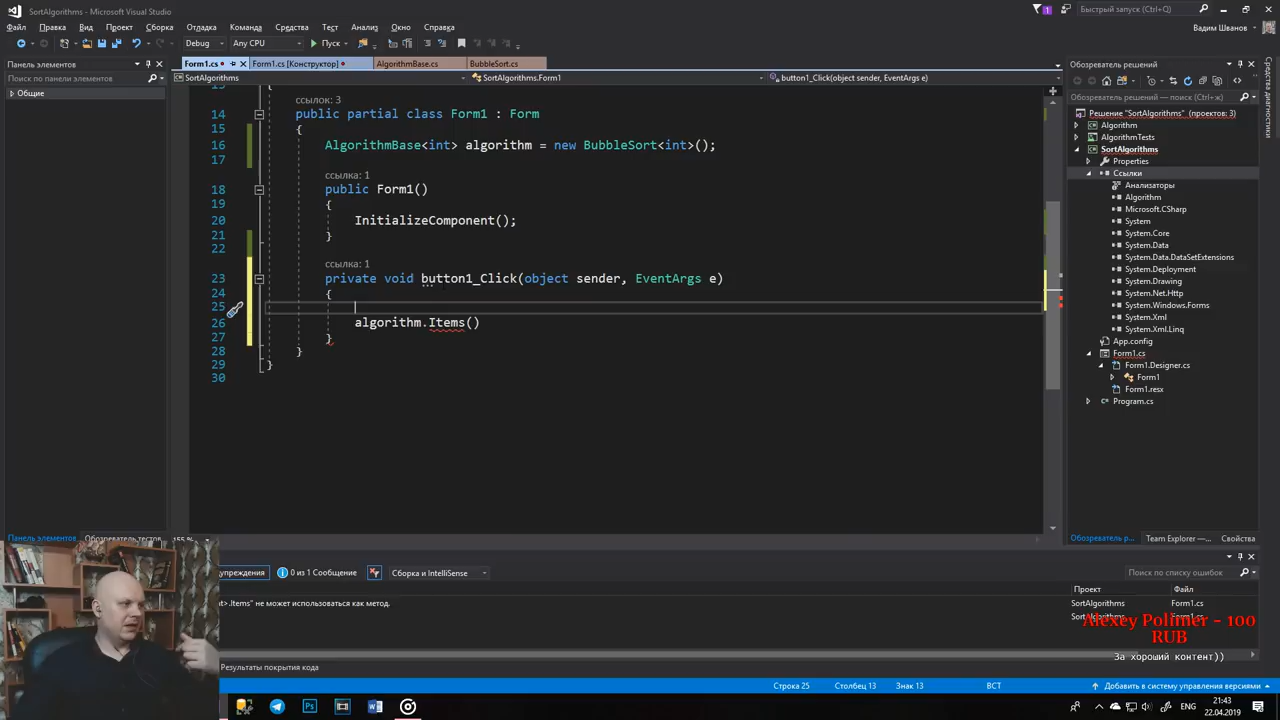 SortAlgorithms - Microsoft Visual Studio
1
Быстрый запуск (Ctrl+Q)
Файл Правка Вид Проект Сборка Отладка Команда Средства Тест Анализ Окно Справка
Вадим Шванов
Debug Any CPU Пуск
Панель элементов
Form1.cs Form1.cs [Конструктор] AlgorithmBase.cs BubbleSort.cs
Обозреватель решений
Поиск по панели элементов
SortAlgorithms SortAlgorithms.Form1 button1_Click(object sender, EventArgs e)
Общие
Обозреватель решений — поиск (Ctrl+ж)
Решение "SortAlgorithms" (проектов: 3)
Algorithm
AlgorithmTests
SortAlgorithms
Properties
Ссылки
Анализаторы
Algorithm
Microsoft.CSharp
System
System.Core
System.Data
System.Data.DataSetExtensions
System.Deployment
System.Drawing
System.Net.Http
System.Windows.Forms
System.Xml
System.Xml.Linq
App.config
Form1.cs
Form1.Designer.cs
Form1
Form1.resx
Program.cs
13 {
ссылок: 3
14 public partial class Form1 : Form
15 {
16 AlgorithmBase<int> algorithm = new BubbleSort<int>();
17
ссылка: 1
18 public Form1()
19 {
20 InitializeComponent();
21 }
22
ссылка: 1
23 private void button1_Click(object sender, EventArgs e)
24 {
25
26 algorithm.Items()
27 }
28 }
29 }
30
Панель элементов Обозреватель тестов 155 %
Обозреватель р... Team Explorer —... Свойства
упреждения 0 из 1 Сообщение Сборка и IntelliSense
Поиск по списку ошибок
Проект Файл
t>.Items" не может использоваться как метод.
SortAlgorithms Form1.cs
SortAlgorithms Form1.cs
Alexey Polimer - 100
RUB
За хороший контент))
Результаты покрытия кода
Строка 25 Столбец 13 Знак 13 ВСТ
Добавить в систему управления версиями
ENG
21:43
22.04.2019
Средства диагностики